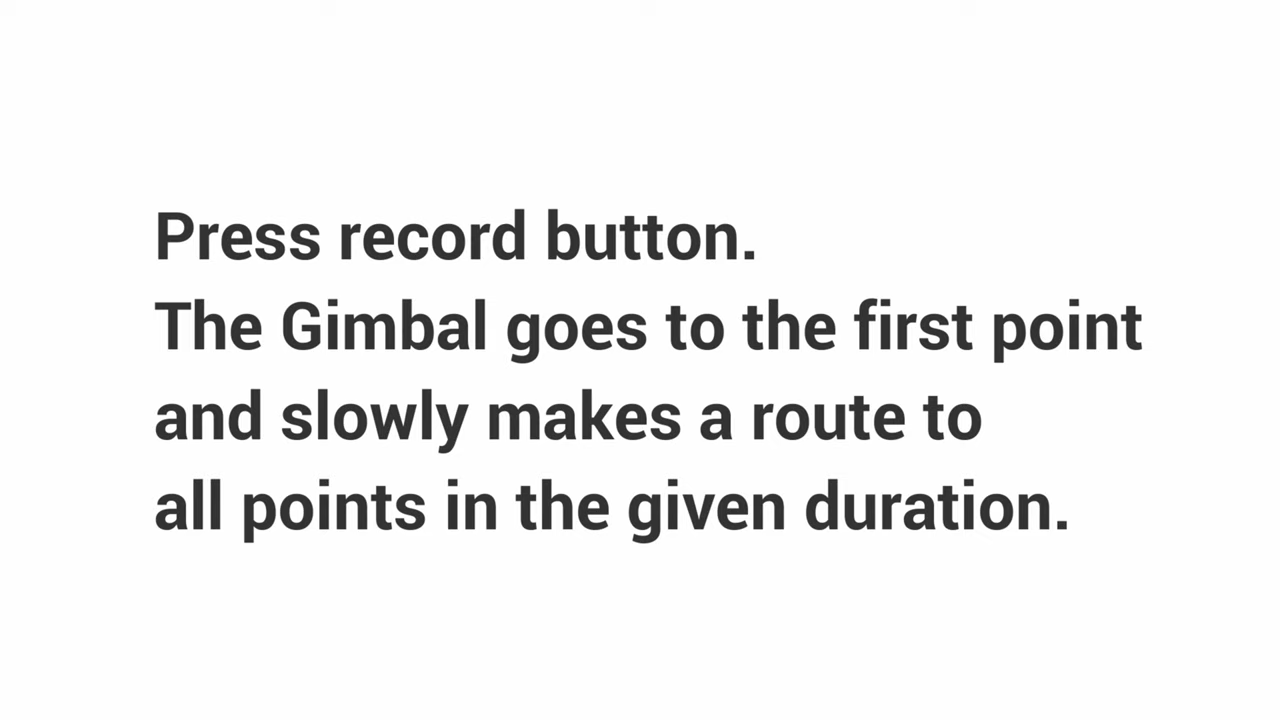 Press record button.
The Gimbal goes to the first point
and slowly makes a route to
all points in the given duration.